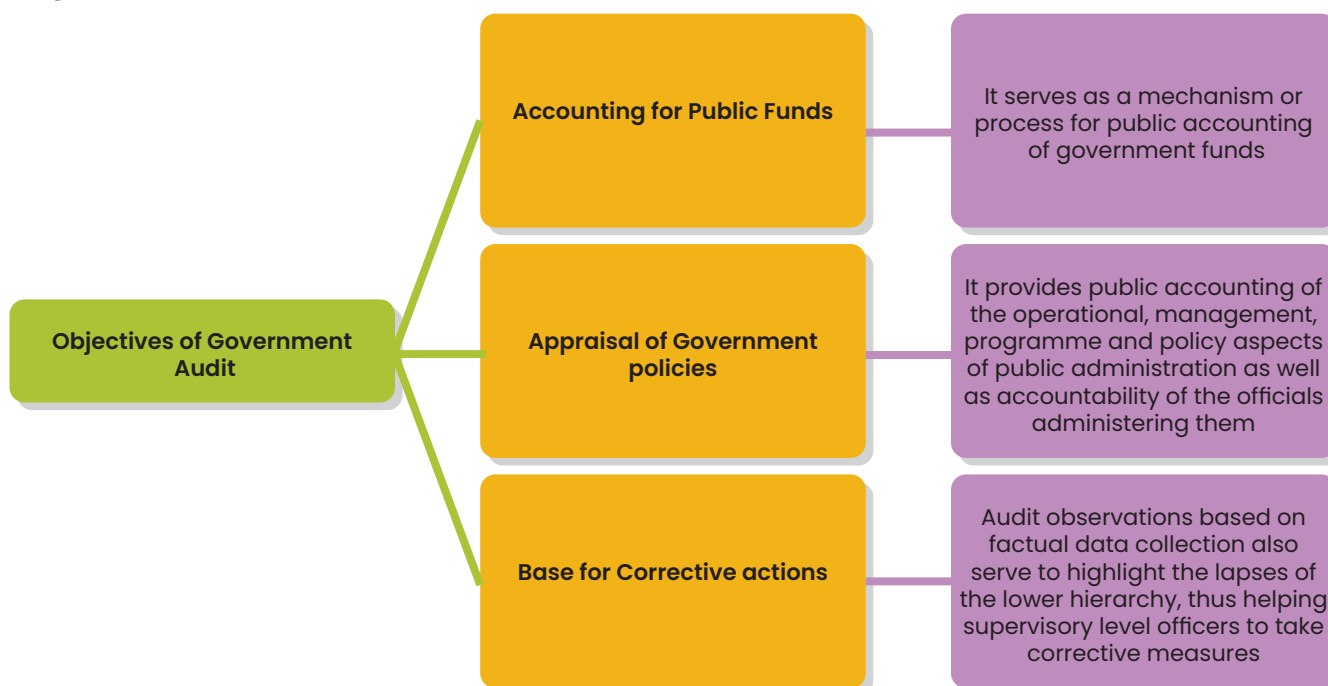 Objectives of Government
Audit
Accounting for Public Funds
It serves as a mechanism or
process for public accounting
of government funds
Appraisal of Government
policies
It provides public accounting of
the operational, management,
programme and policy aspects
of public administration as well
as accountability of the officials
administering them
Base for Corrective actions
Audit observations based on
factual data collection also
serve to highlight the lapses of
the lower hierarchy, thus helping
supervisory level officers to take
corrective measures